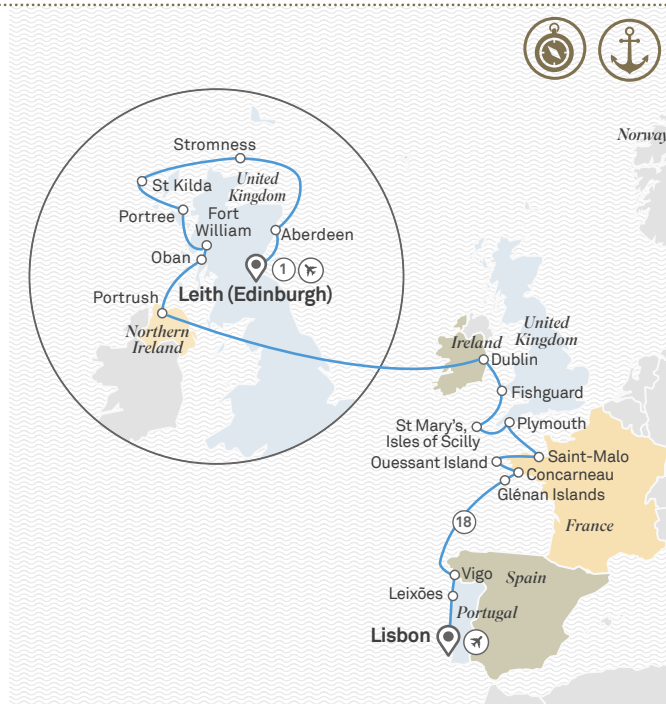 Norway
Stromness
St Kilda
United
Kingdom
Portree
Fort
William
Aberdeen
Oban
1
Leith (Edinburgh)
Portrush
Northern
Ireland
United
Kingdom
Ireland
Dublin
Fishguard
St Mary's,
Isles of Scilly
Plymouth
Ouessant Island
Saint-Malo
Concarneau
Glénan Islands
France
18
Vigo
Spain
Leixões
Portugal
Lisbon